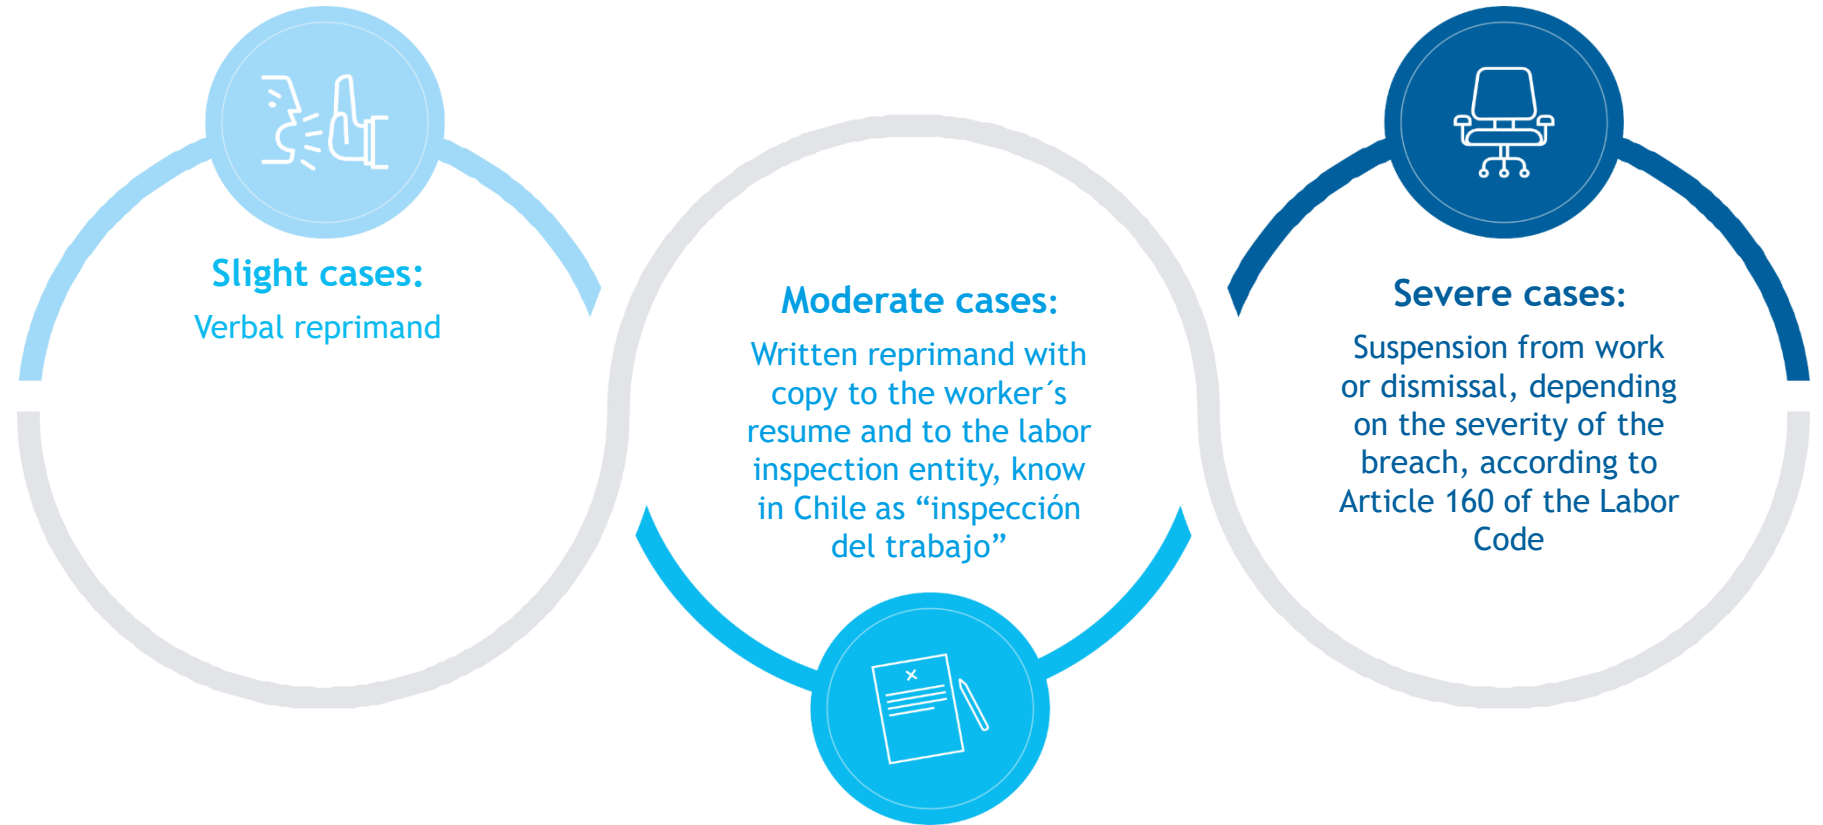 Slight cases:
Verbal reprimand
Moderate cases:
Written reprimand with
copy to the worker´s
resume and to the labor
inspection entity, know
in Chile as “inspección
del trabajo”
Severe cases:
Suspension from work
or dismissal, depending
on the severity of the
breach, according to
Article 160 of the Labor
Code